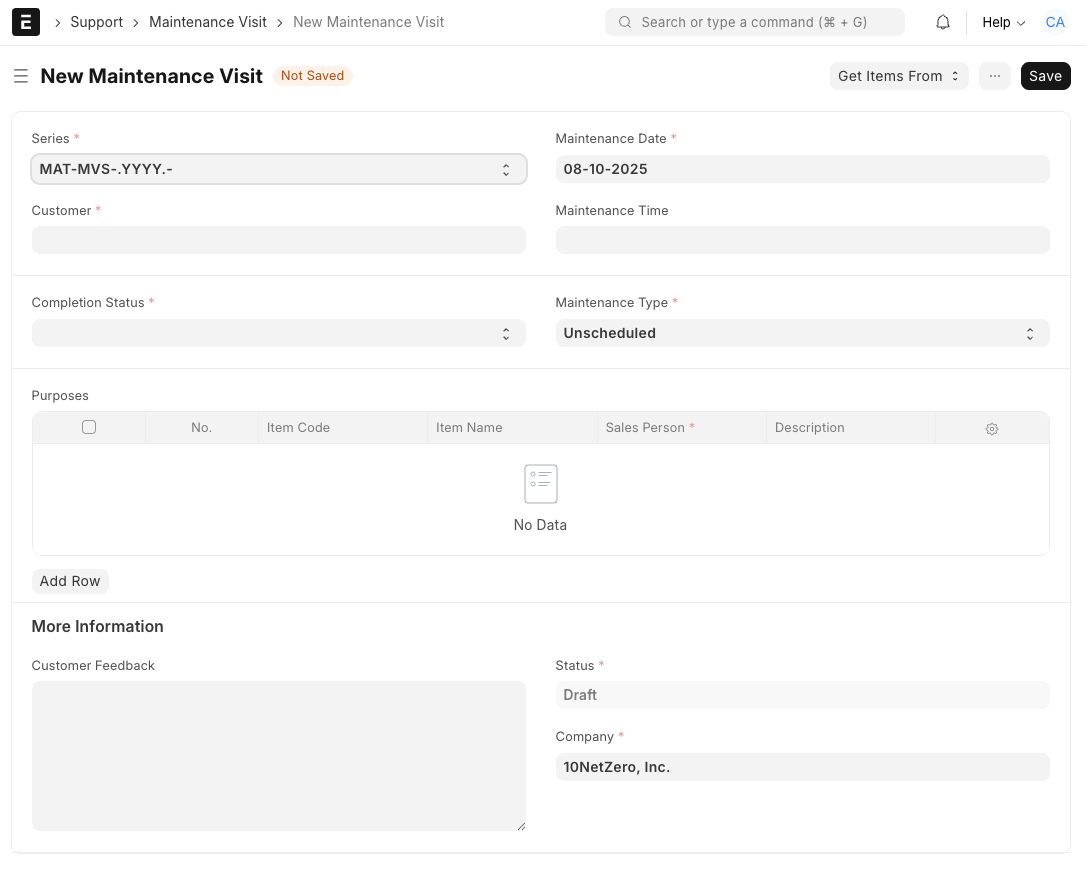 Support
Maintenance Visit
New Maintenance Visit
Search or type a command (⌘ + G)
Help
CA
New Maintenance Visit
Not Saved
Get Items From
···
Save
Series *
MAT-MVS-.YYYY.-
Maintenance Date *
08-10-2025
Customer *
Maintenance Time
Completion Status *
Maintenance Type *
Unscheduled
Purposes
No.
Item Code
Item Name
Sales Person *
Description
No Data
Add Row
More Information
Customer Feedback
Status *
Draft
Company *
10NetZero, Inc.